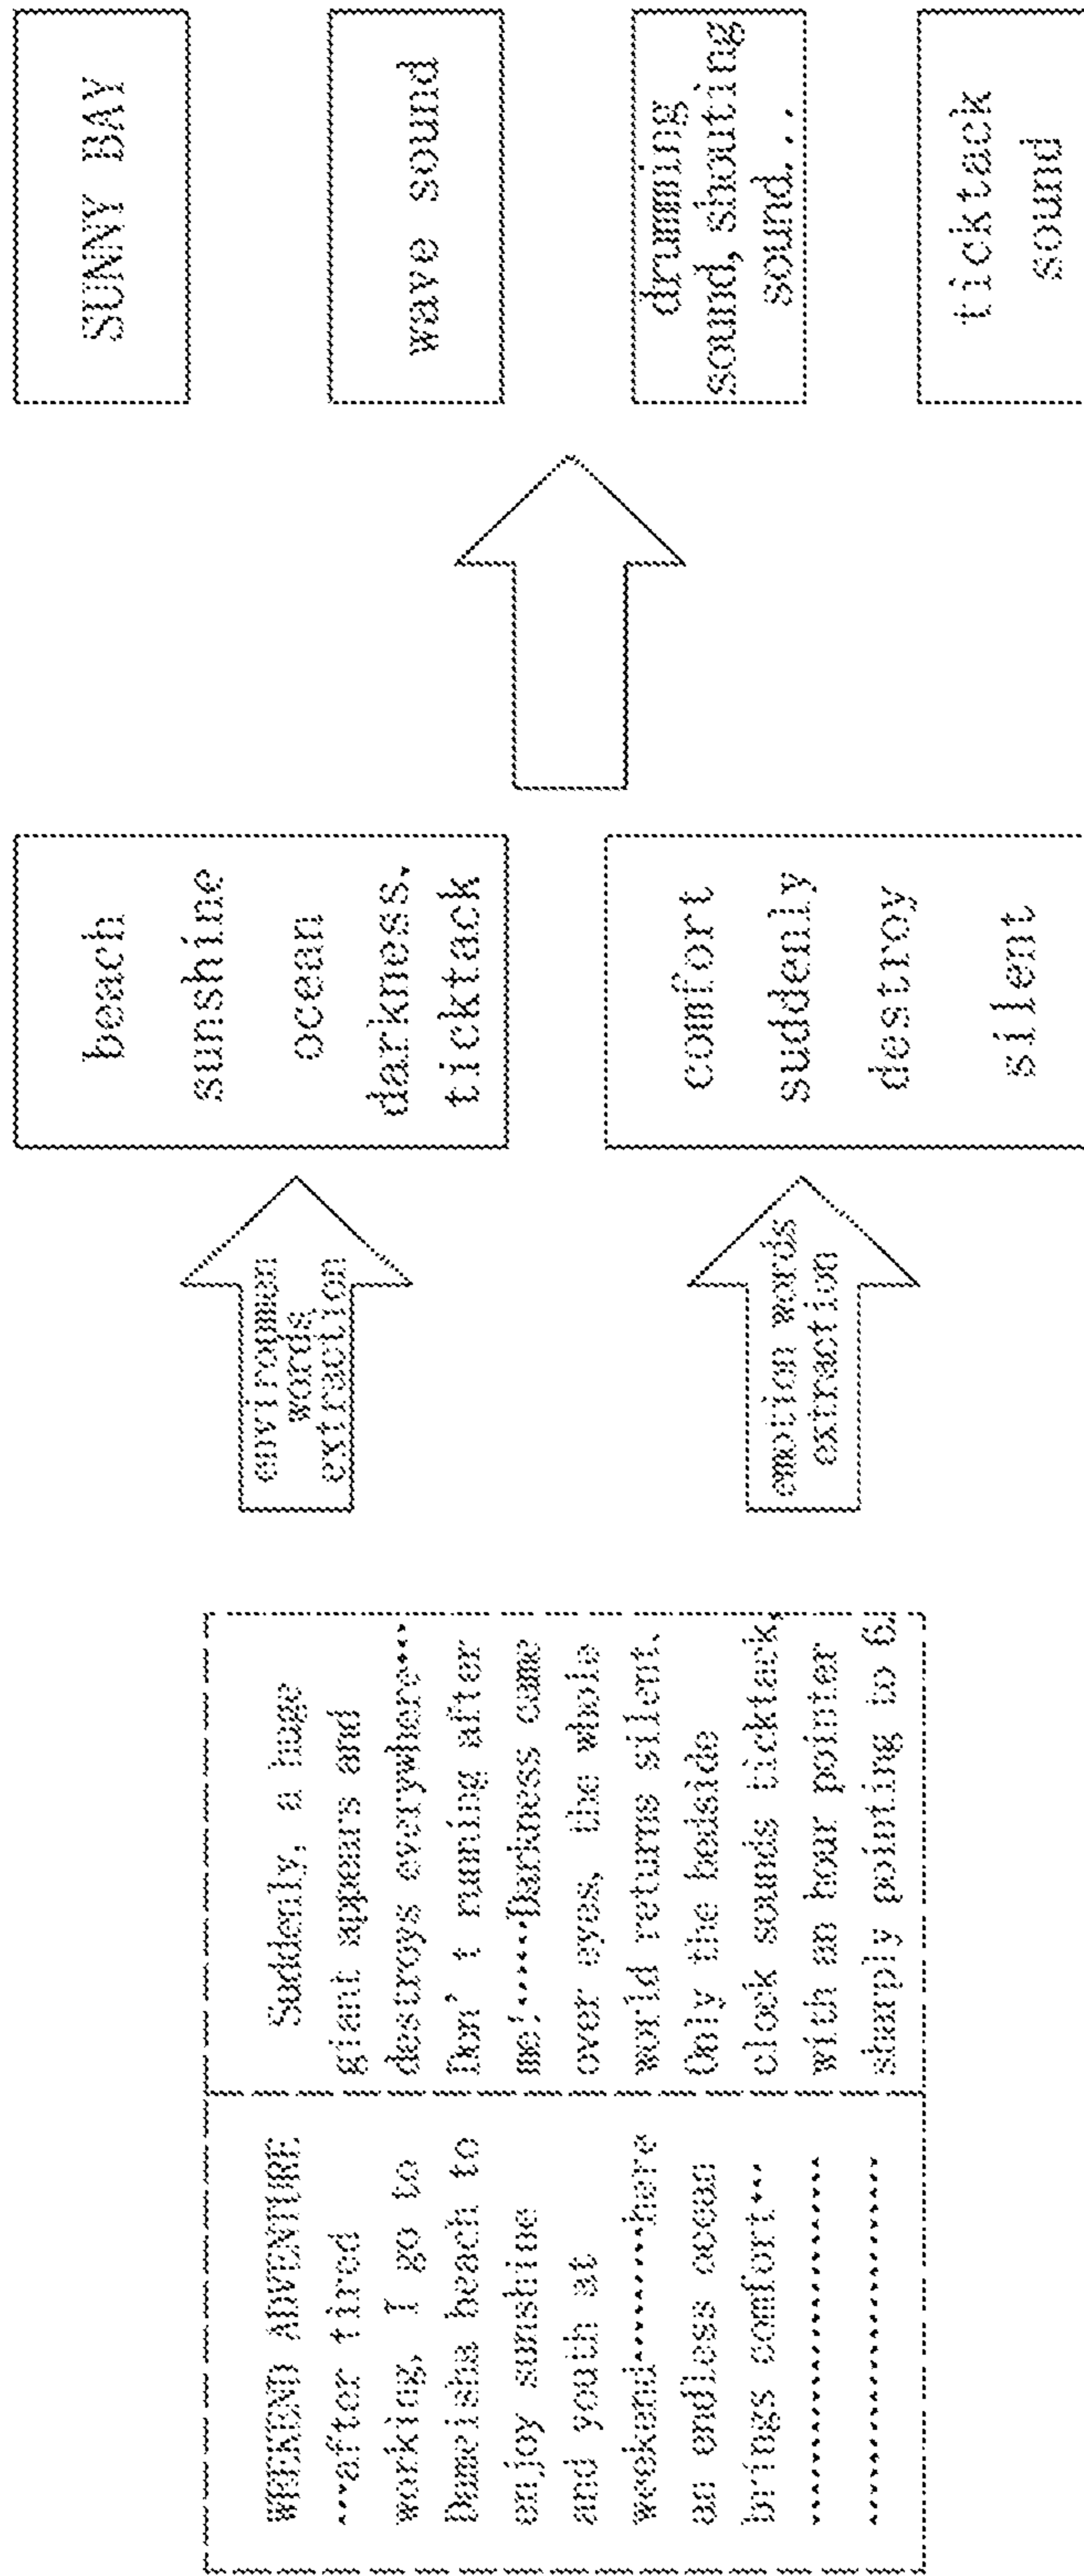 WEEKEND ADVENTURE
···after tired
working, I go to
Dameisha beach to
enjoy sunshine
and youth at
weekend·········here
an endless ocean
brings comfort···
Suddenly, a huge
giant appears and
destroys everywhere···
Don't running after
me!······Darkness came
over eyes, the whole
world returns silent.
Only the bedside
clock sounds ticktack,
with an hour pointer
sharply pointing to 6.
environmen
words
extraction
emotion words
extraction
beach
sunshine
ocean
darkness.
ticktack
comfort
suddenly
destroy
silent
SUNNY BAY
wave sound
drumming
sound, shouting
sound...
ticktack
sound